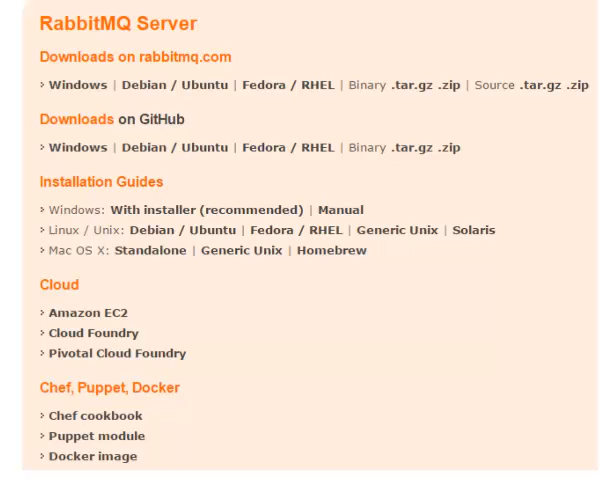 RabbitMQ Server
Downloads on rabbitmq.com
› Windows | Debian / Ubuntu | Fedora / RHEL | Binary .tar.gz .zip | Source .tar.gz .zip
Downloads on GitHub
› Windows | Debian / Ubuntu | Fedora / RHEL | Binary .tar.gz .zip
Installation Guides
› Windows: With installer (recommended) | Manual
› Linux / Unix: Debian / Ubuntu | Fedora / RHEL | Generic Unix | Solaris
› Mac OS X: Standalone | Generic Unix | Homebrew
Cloud
› Amazon EC2
› Cloud Foundry
› Pivotal Cloud Foundry
Chef, Puppet, Docker
› Chef cookbook
› Puppet module
› Docker image